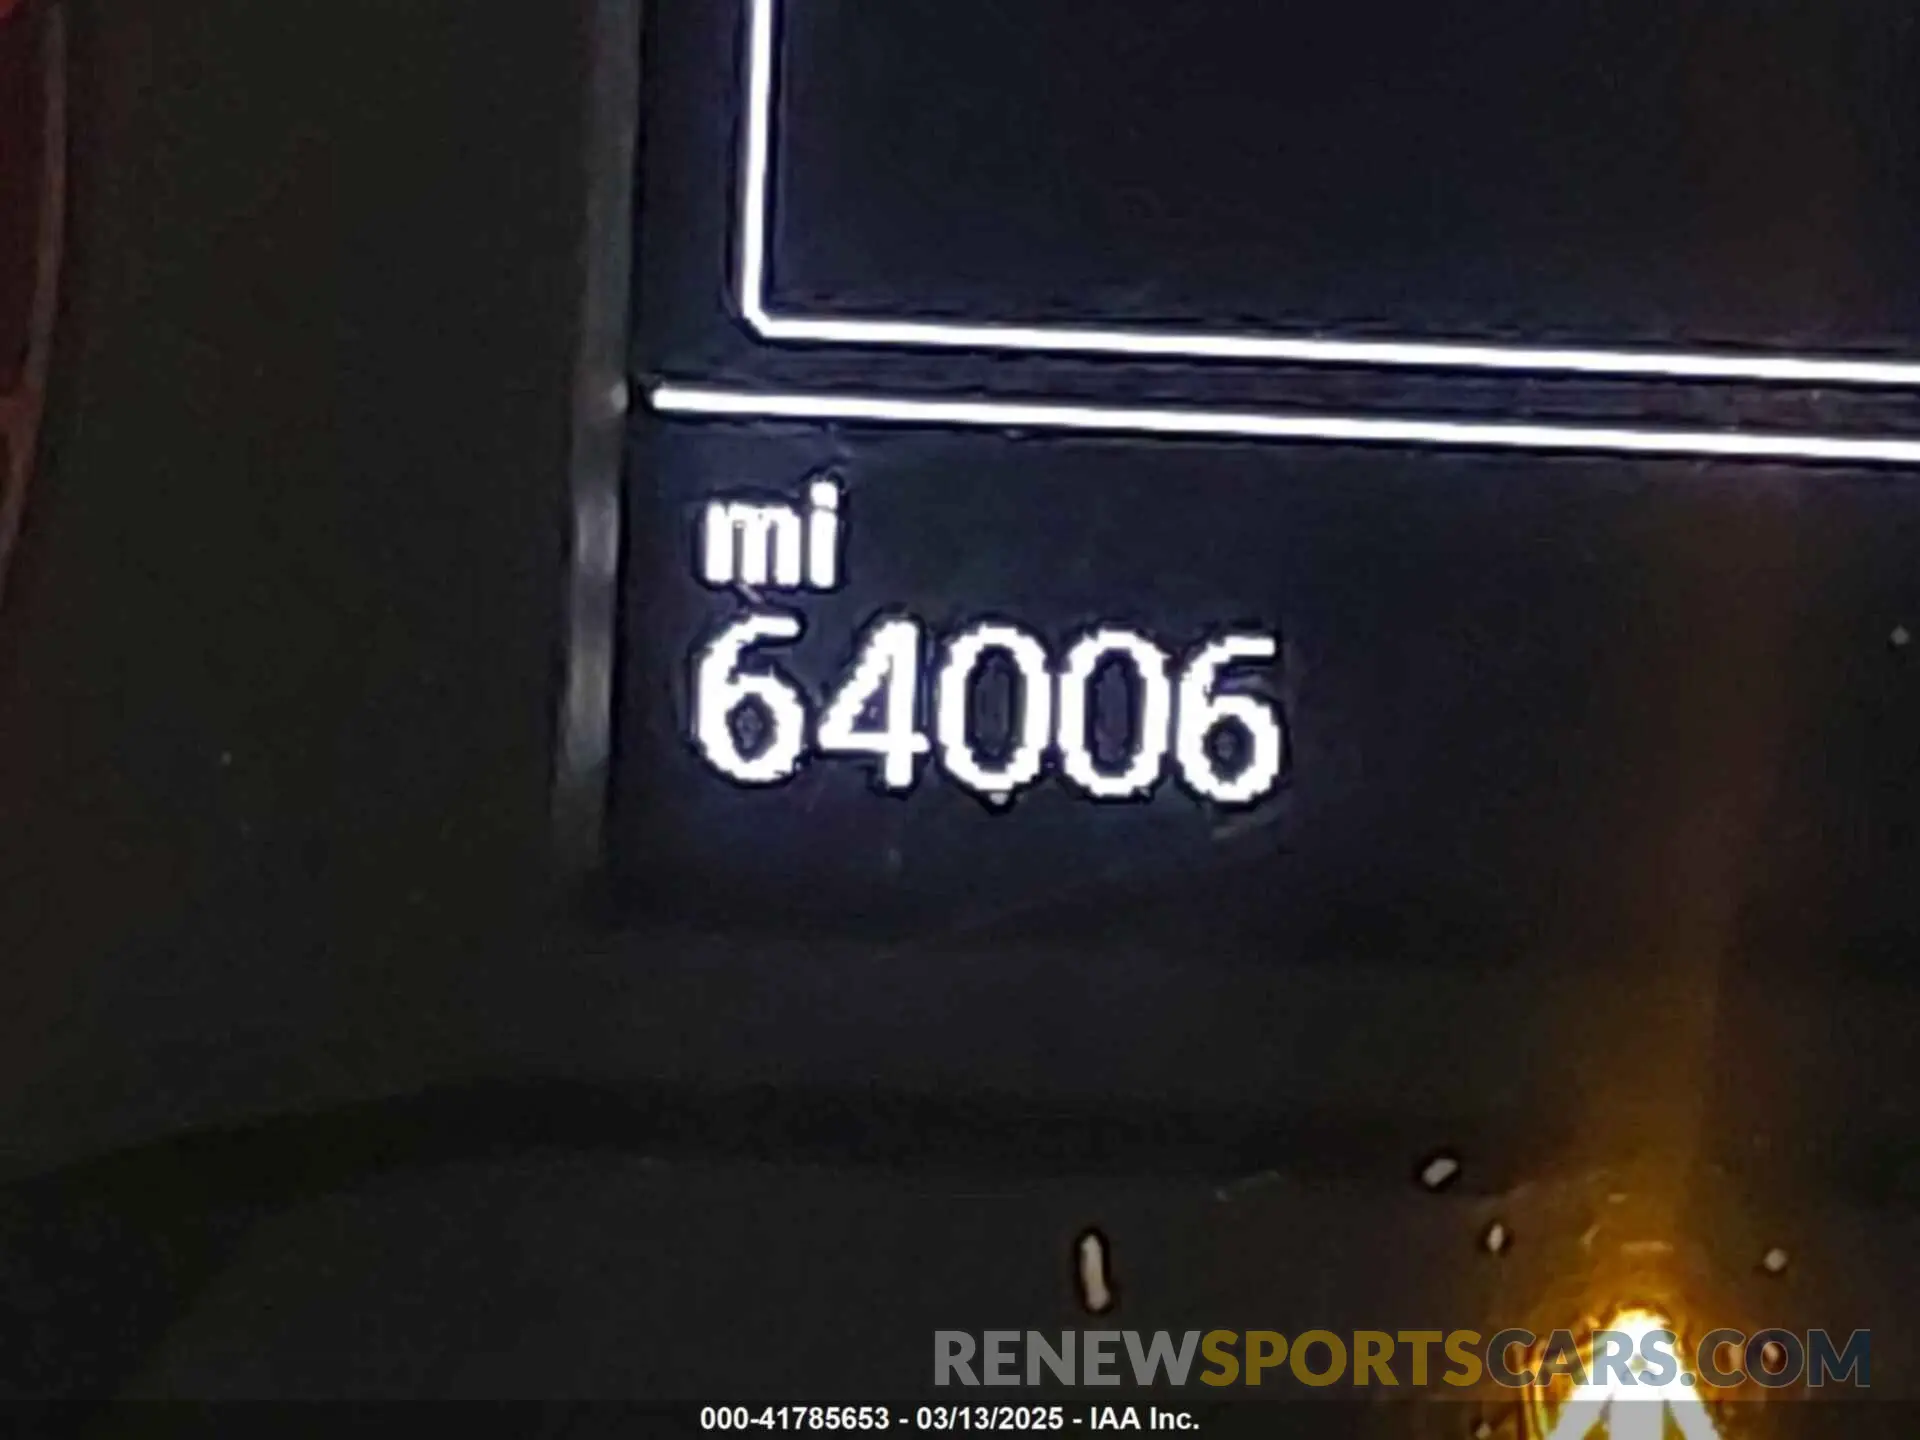 mi
64006
RENEWSPORTSCARS.COM
000-41785653 - 03/13/2025 - IAA Inc.